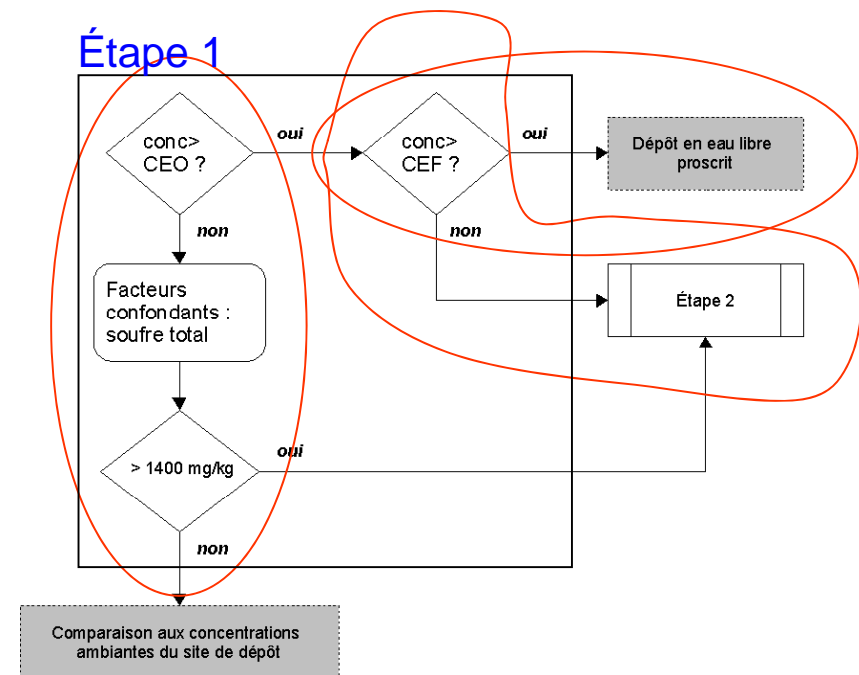 Étape 1
conc>
CEO ?
oui
conc>
CEF ?
oui
Dépôt en eau libre
proscrit
non
non
Facteurs
confondants :
soufre total
Étape 2
> 1400 mg/kg
oui
non
Comparaison aux concentrations
ambiantes du site de dépôt